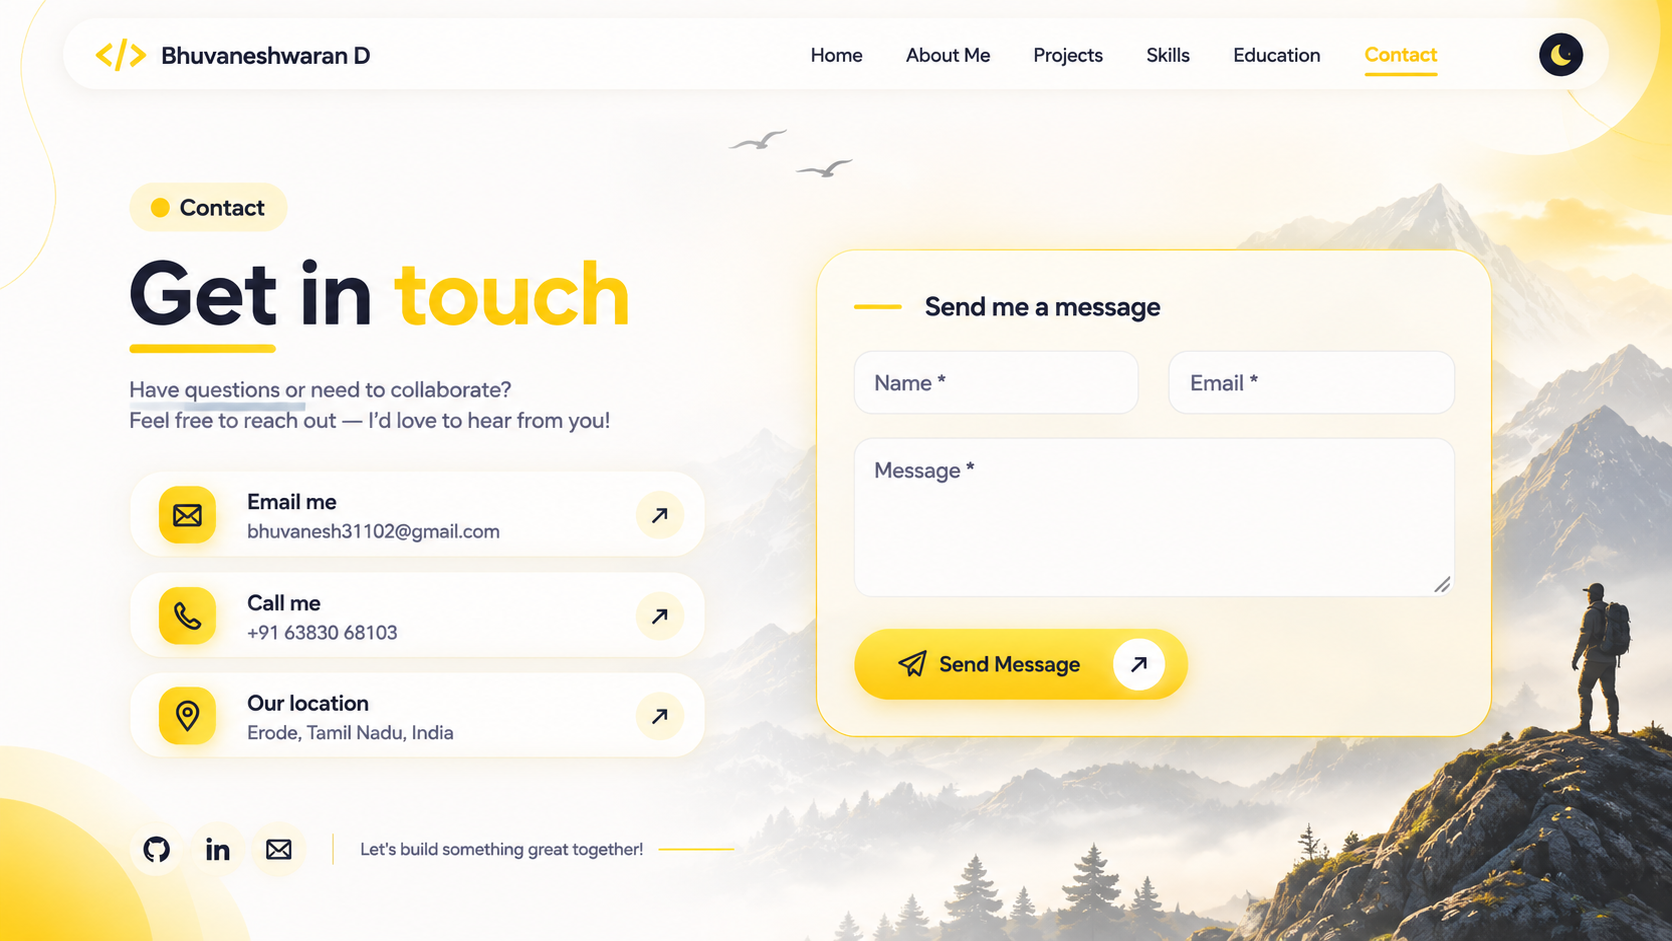 </> Bhuvaneshwaran D
Home About Me Projects Skills Education Contact
Contact
Get in touch
Have questions or need to collaborate?
Feel free to reach out — I'd love to hear from you!
Email me
bhuvanesh31102@gmail.com
Call me
+91 63830 68103
Our location
Erode, Tamil Nadu, India
in
Let's build something great together!
Send me a message
Name * Email *
Message *
Send Message